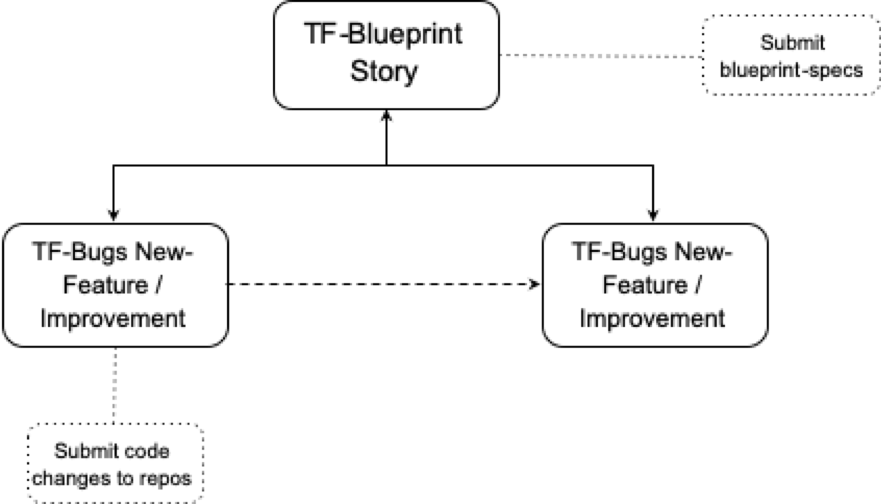 TF-Blueprint
Story
Submit
blueprint-specs
TF-Bugs New-
Feature /
Improvement
TF-Bugs New-
Feature /
Improvement
Submit code
changes to repos